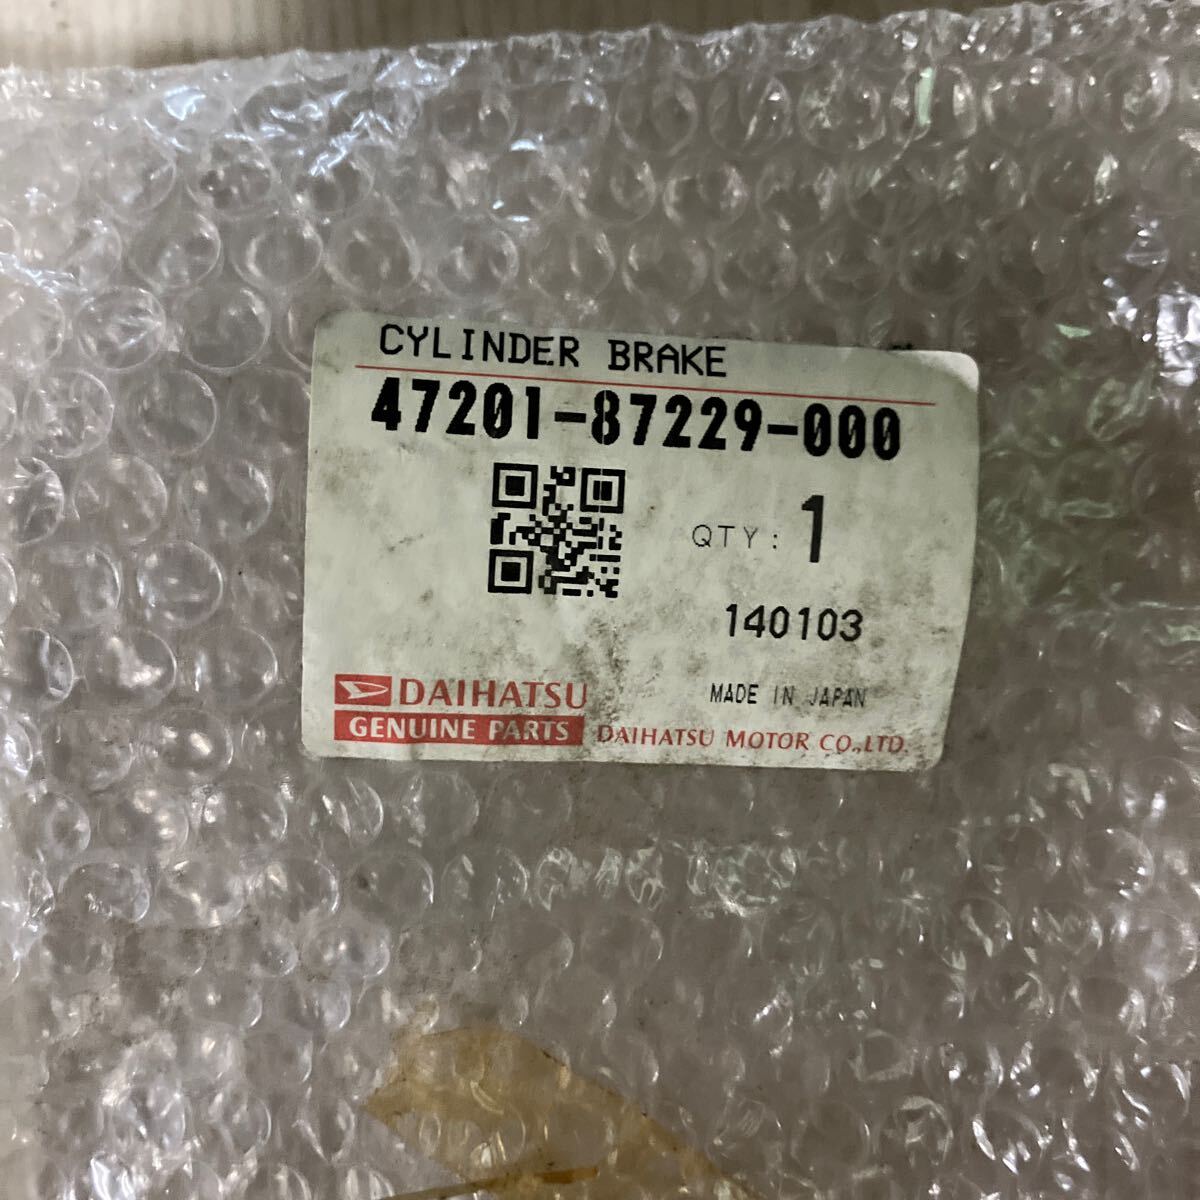 CYLINDER BRAKE
47201-87229-000
QTY: 1
140103
DAIHATSU
MADE IN JAPAN
GENUINE PARTS
DAIHATSU MOTOR CO.,LTD.